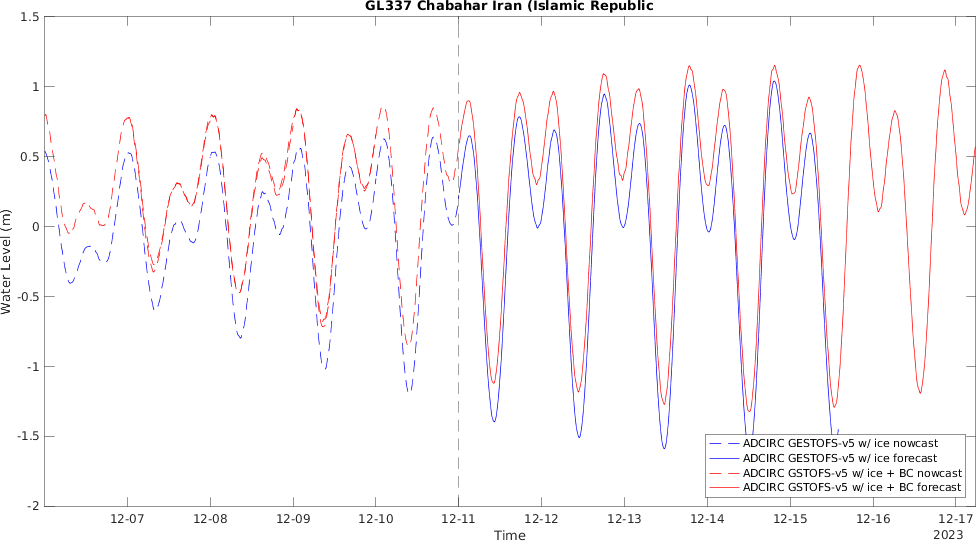 GL337 Chabahar Iran (Islamic Republic
1.5
1
0.5
0
-0.5
-1
-1.5
-2
Water Level (m)
ADCIRC GESTOFS-v5 w/ ice nowcast
ADCIRC GESTOFS-v5 w/ ice forecast
ADCIRC GSTOFS-v5 w/ ice + BC nowcast
ADCIRC GSTOFS-v5 w/ ice + BC forecast
12-07 12-08 12-09 12-10 12-11 12-12 12-13 12-14 12-15 12-16 12-17
Time
2023